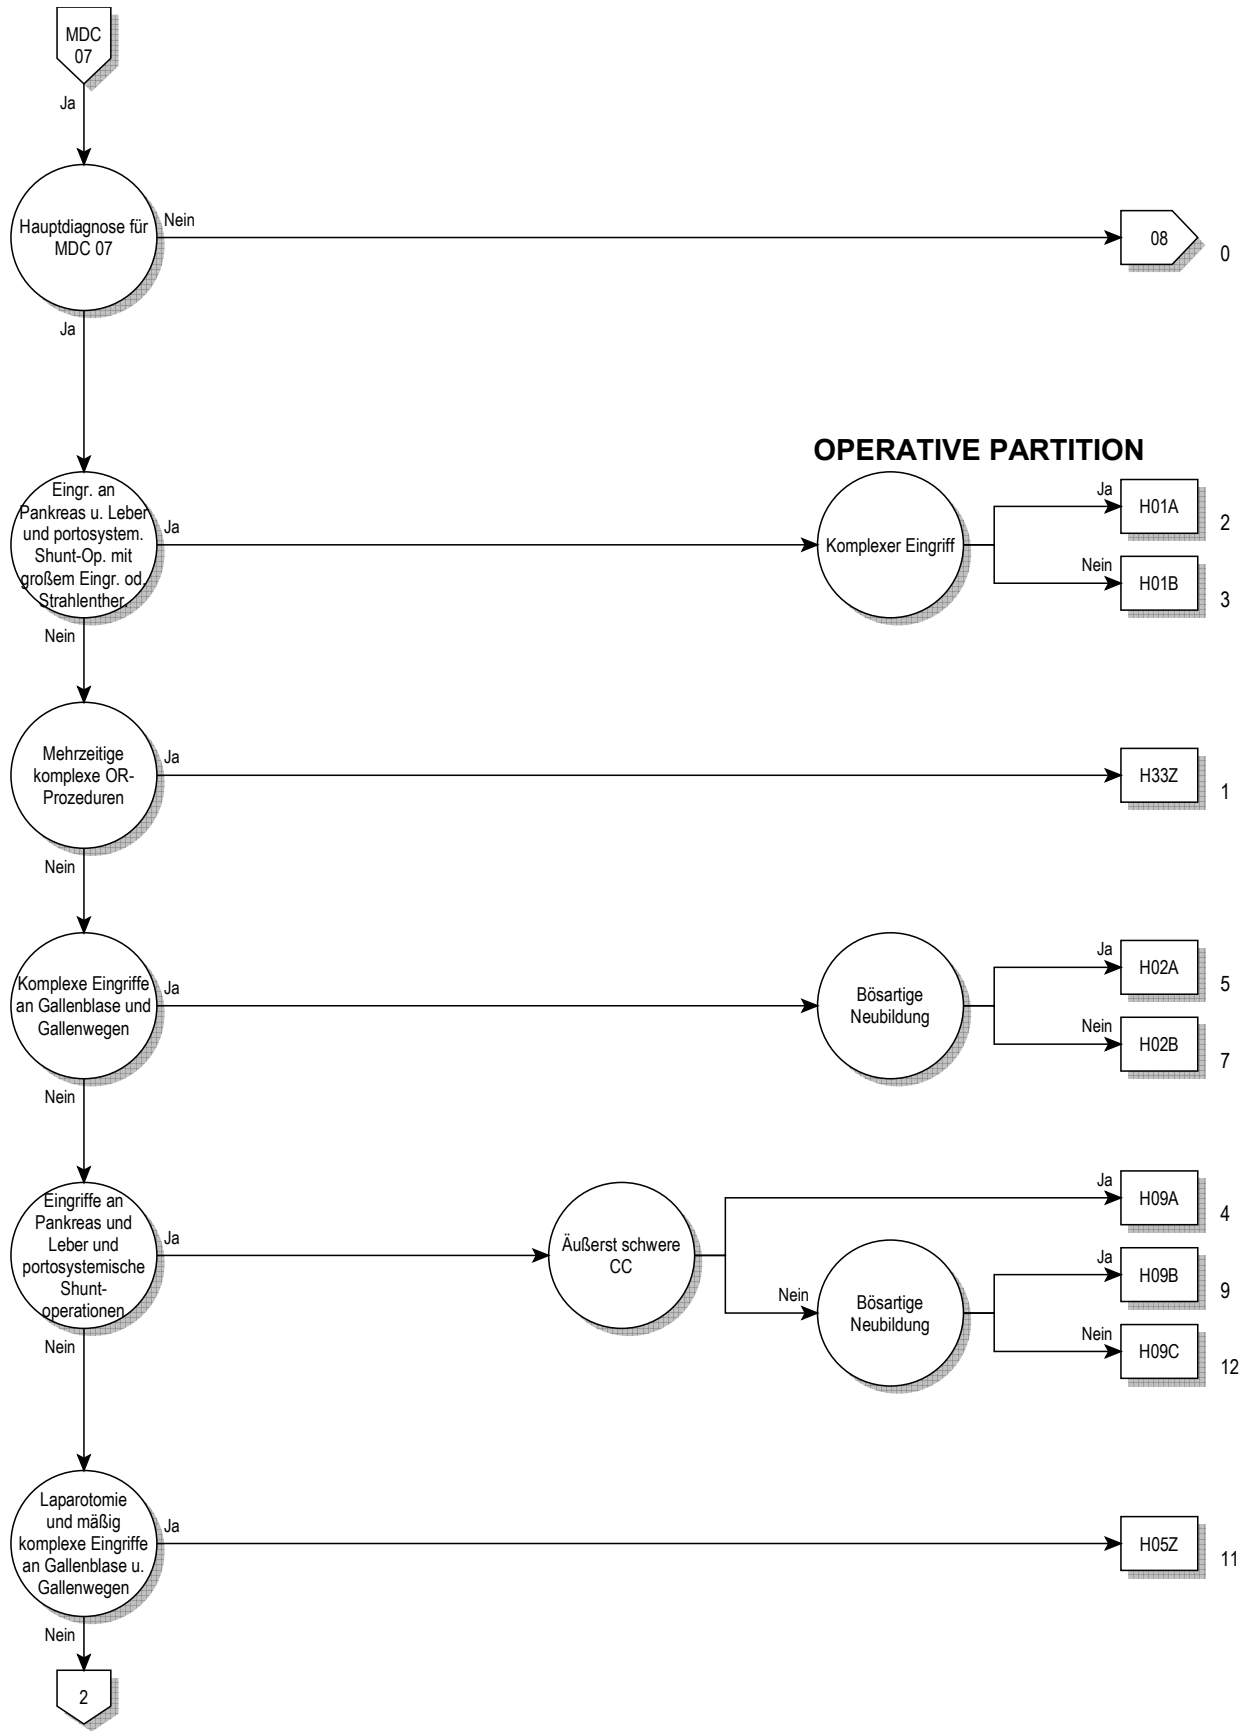 MDC
07
Ja
Hauptdiagnose für
MDC 07
Nein
08
0
Ja
OPERATIVE PARTITION
Eingr. an
Pankreas u. Leber
und portosystem.
Shunt-Op. mit
großem Eingr. od.
Strahlenther.
Ja
Komplexer Eingriff
Ja
H01A
2
Nein
H01B
3
Nein
Mehrzeitige
komplexe OR-
Prozeduren
Ja
H33Z
1
Nein
Komplexe Eingriffe
an Gallenblase und
Gallenwegen
Ja
Bösartige
Neubildung
Ja
H02A
5
Nein
H02B
7
Nein
Eingriffe an
Pankreas und
Leber und
portosystemische
Shunt-
operationen
Ja
Äußerst schwere
CC
Ja
H09A
4
Nein
Bösartige
Neubildung
Ja
H09B
9
Nein
H09C
12
Nein
Laparotomie
und mäßig
komplexe Eingriffe
an Gallenblase u.
Gallenwegen
Ja
H05Z
11
Nein
2